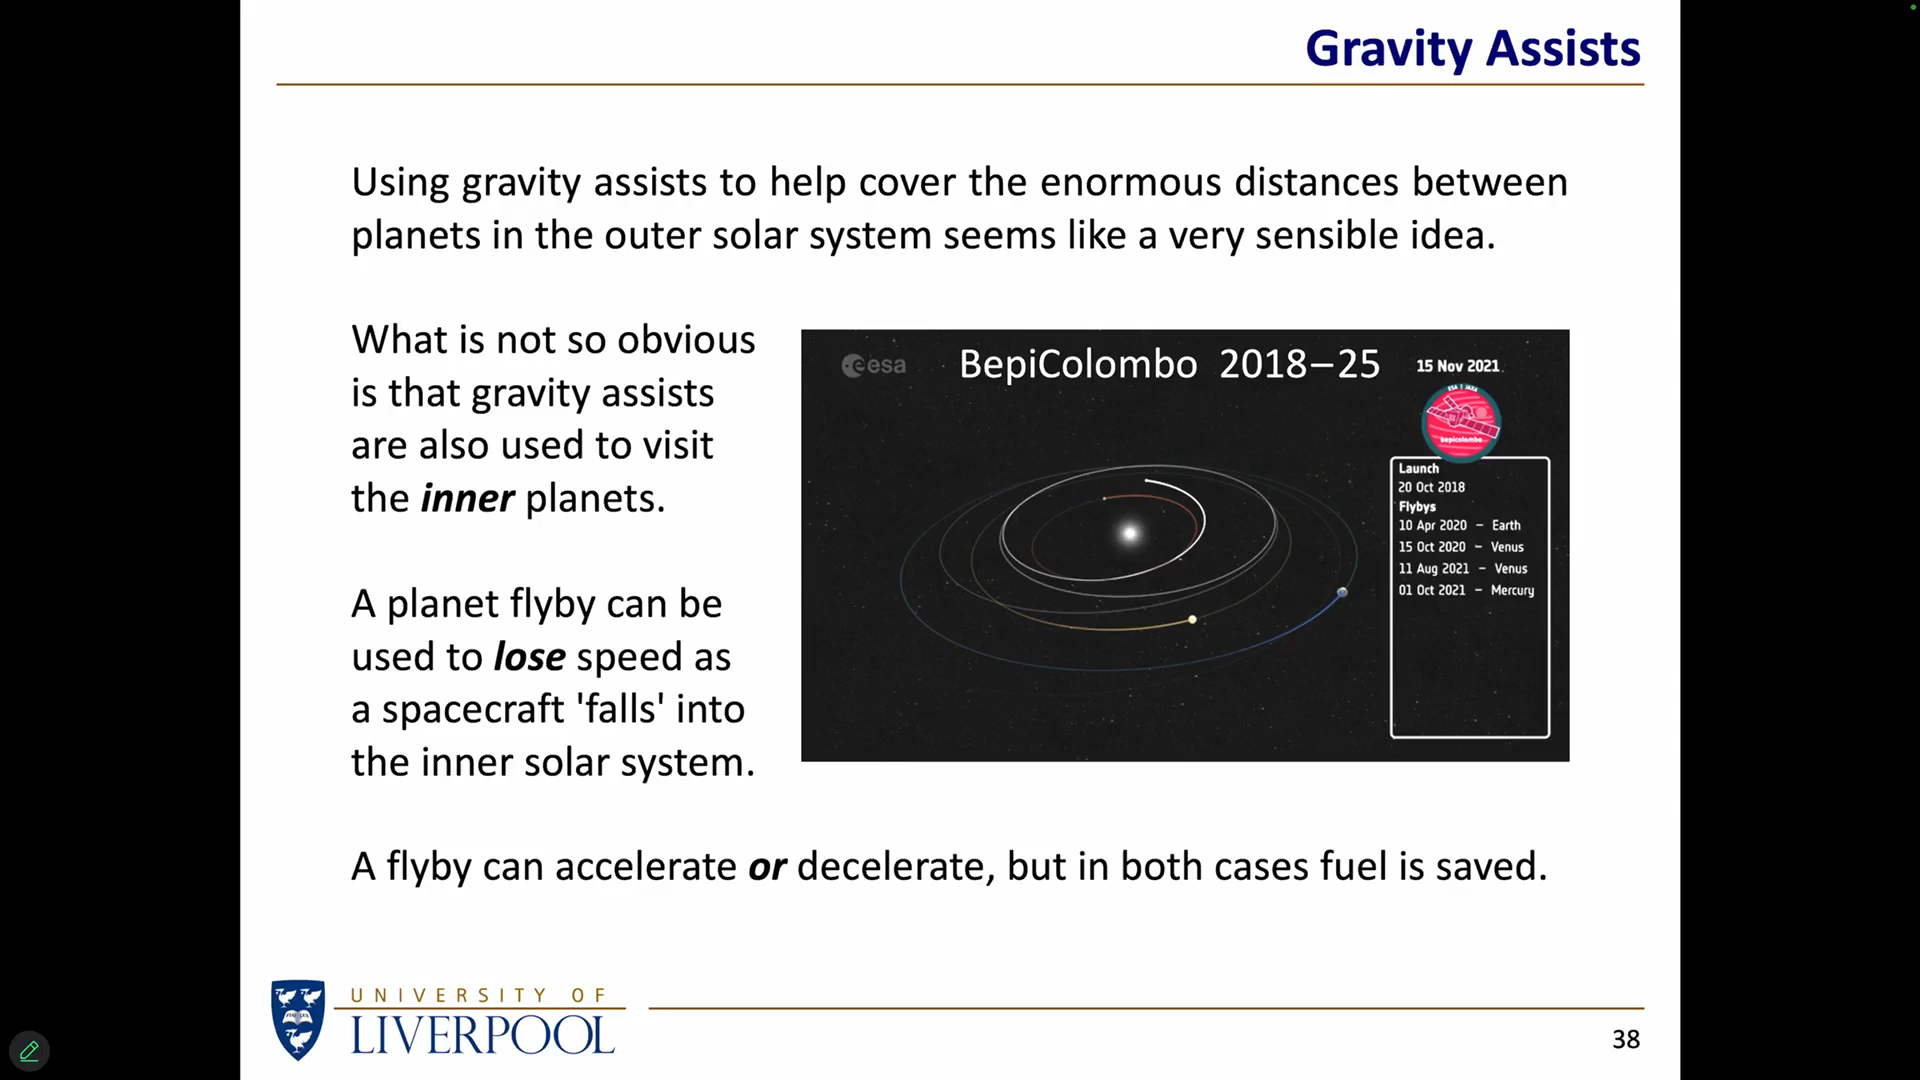 Gravity Assists
Using gravity assists to help cover the enormous distances between
planets in the outer solar system seems like a very sensible idea.
What is not so obvious
is that gravity assists
are also used to visit
the inner planets.
A planet flyby can be
used to lose speed as
a spacecraft 'falls' into
the inner solar system.
esa
BepiColombo 2018–25
15 Nov 2021
bepicolombo
Launch
20 Oct 2018
Flybys
10 Apr 2020 – Earth
15 Oct 2020 – Venus
11 Aug 2021 – Venus
01 Oct 2021 – Mercury
A flyby can accelerate or decelerate, but in both cases fuel is saved.
UNIVERSITY OF
LIVERPOOL
38